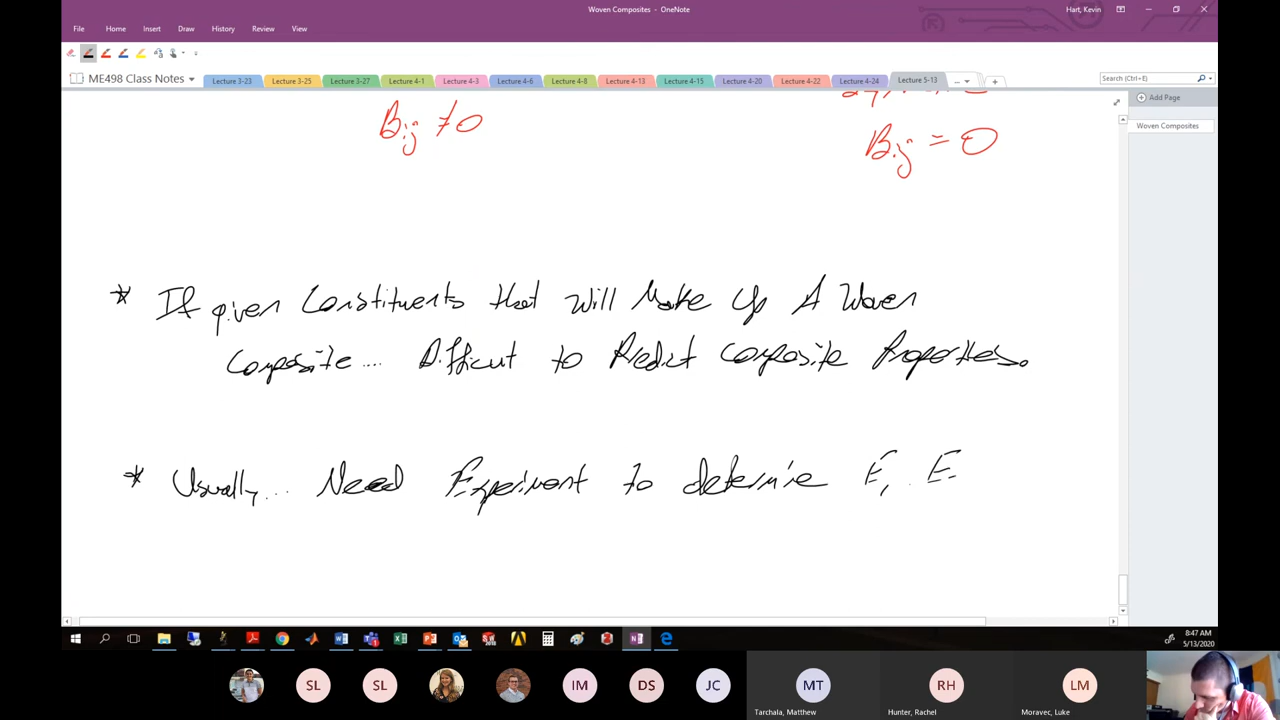 Woven Composites - OneNote
Hart, Kevin
File Home Insert Draw History Review View
ME498 Class Notes
Lecture 3-23 Lecture 3-25 Lecture 3-27 Lecture 4-1 Lecture 4-3 Lecture 4-6 Lecture 4-8 Lecture 4-13 Lecture 4-15 Lecture 4-20 Lecture 4-22 Lecture 4-24 Lecture 5-13 ...
Search (Ctrl+E)
Add Page
Woven Composites
Bij ≠ 0
Bij = 0
* If given Constituents that will Make Up A Woven
Composite... Difficult to Predict Composite Properties.
* Usually... Need Experiment to determine E1, E
8:47 AM
5/13/2020
SL SL IM DS JC MT RH LM
Tarchala, Matthew Hunter, Rachel Moravec, Luke